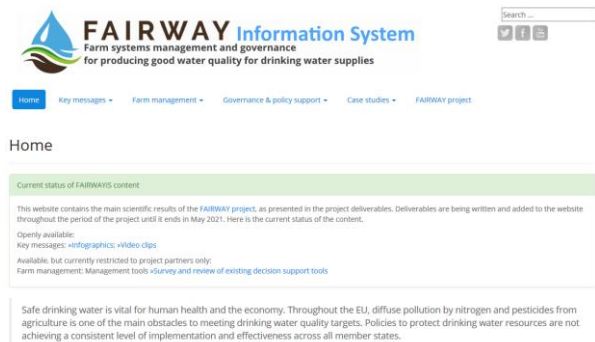 FAIRWAY Information System
Farm systems management and governance
for producing good water quality for drinking water supplies
Search ...
Home
Key messages
Farm management
Governance & policy support
Case studies
FAIRWAY project
Home
Current status of FAIRWAYiS content
This website contains the main scientific results of the FAIRWAY project, as presented in the project deliverables. Deliverables are being written and added to the website
throughout the period of the project until it ends in May 2021. Here is the current status of the content.
Openly available:
Key messages: »Infographics; »Video clips
Available, but currently restricted to project partners only:
Farm management: Management tools »Survey and review of existing decision support tools
Safe drinking water is vital for human health and the economy. Throughout the EU, diffuse pollution by nitrogen and pesticides from
agriculture is one of the main obstacles to meeting drinking water quality targets. Policies to protect drinking water resources are not
achieving a consistent level of implementation and effectiveness across all member states.